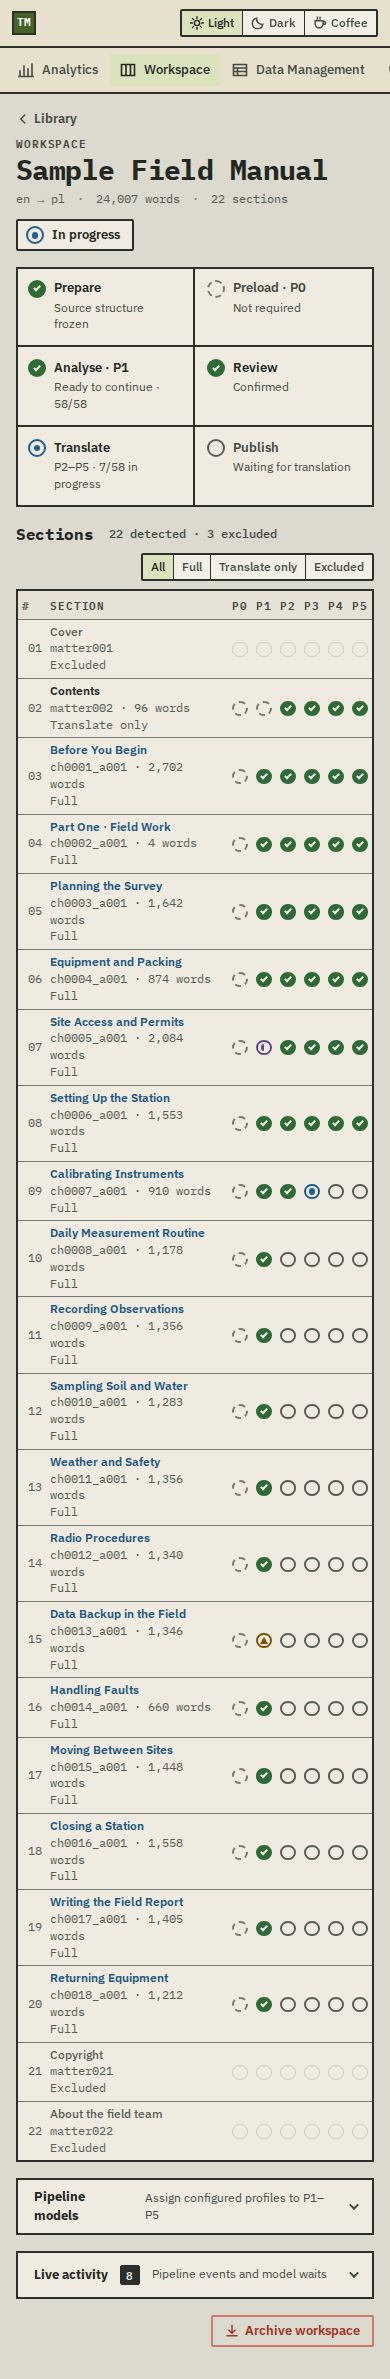 TM
Light Dark Coffee
Analytics Workspace Data Management
Library
WORKSPACE
Sample Field Manual
en → pl · 24,007 words · 22 sections
In progress
Prepare
Source structure
frozen
Preload · P0
Not required
Analyse · P1
Ready to continue ·
58/58
Review
Confirmed
Translate
P2–P5 · 7/58 in
progress
Publish
Waiting for translation
Sections 22 detected · 3 excluded
All Full Translate only Excluded
# SECTION P0 P1 P2 P3 P4 P5
Cover
01 matter001
Excluded
Contents
02 matter002 · 96 words
Translate only
Before You Begin
ch0001_a001 · 2,702
03 words
Full
Part One · Field Work
04 ch0002_a001 · 4 words
Full
Planning the Survey
ch0003_a001 · 1,642
05 words
Full
Equipment and Packing
06 ch0004_a001 · 874 words
Full
Site Access and Permits
ch0005_a001 · 2,084
07 words
Full
Setting Up the Station
ch0006_a001 · 1,553
08 words
Full
Calibrating Instruments
09 ch0007_a001 · 910 words
Full
Daily Measurement Routine
ch0008_a001 · 1,178
10 words
Full
Recording Observations
ch0009_a001 · 1,356
11 words
Full
Sampling Soil and Water
ch0010_a001 · 1,283
12 words
Full
Weather and Safety
ch0011_a001 · 1,356
13 words
Full
Radio Procedures
ch0012_a001 · 1,340
14 words
Full
Data Backup in the Field
ch0013_a001 · 1,346
15 words
Full
Handling Faults
16 ch0014_a001 · 660 words
Full
Moving Between Sites
ch0015_a001 · 1,448
17 words
Full
Closing a Station
ch0016_a001 · 1,558
18 words
Full
Writing the Field Report
ch0017_a001 · 1,405
19 words
Full
Returning Equipment
ch0018_a001 · 1,212
20 words
Full
Copyright
21 matter021
Excluded
About the field team
22 matter022
Excluded
Pipeline
models
Assign configured profiles to P1–
P5
Live activity 8 Pipeline events and model waits
Archive workspace